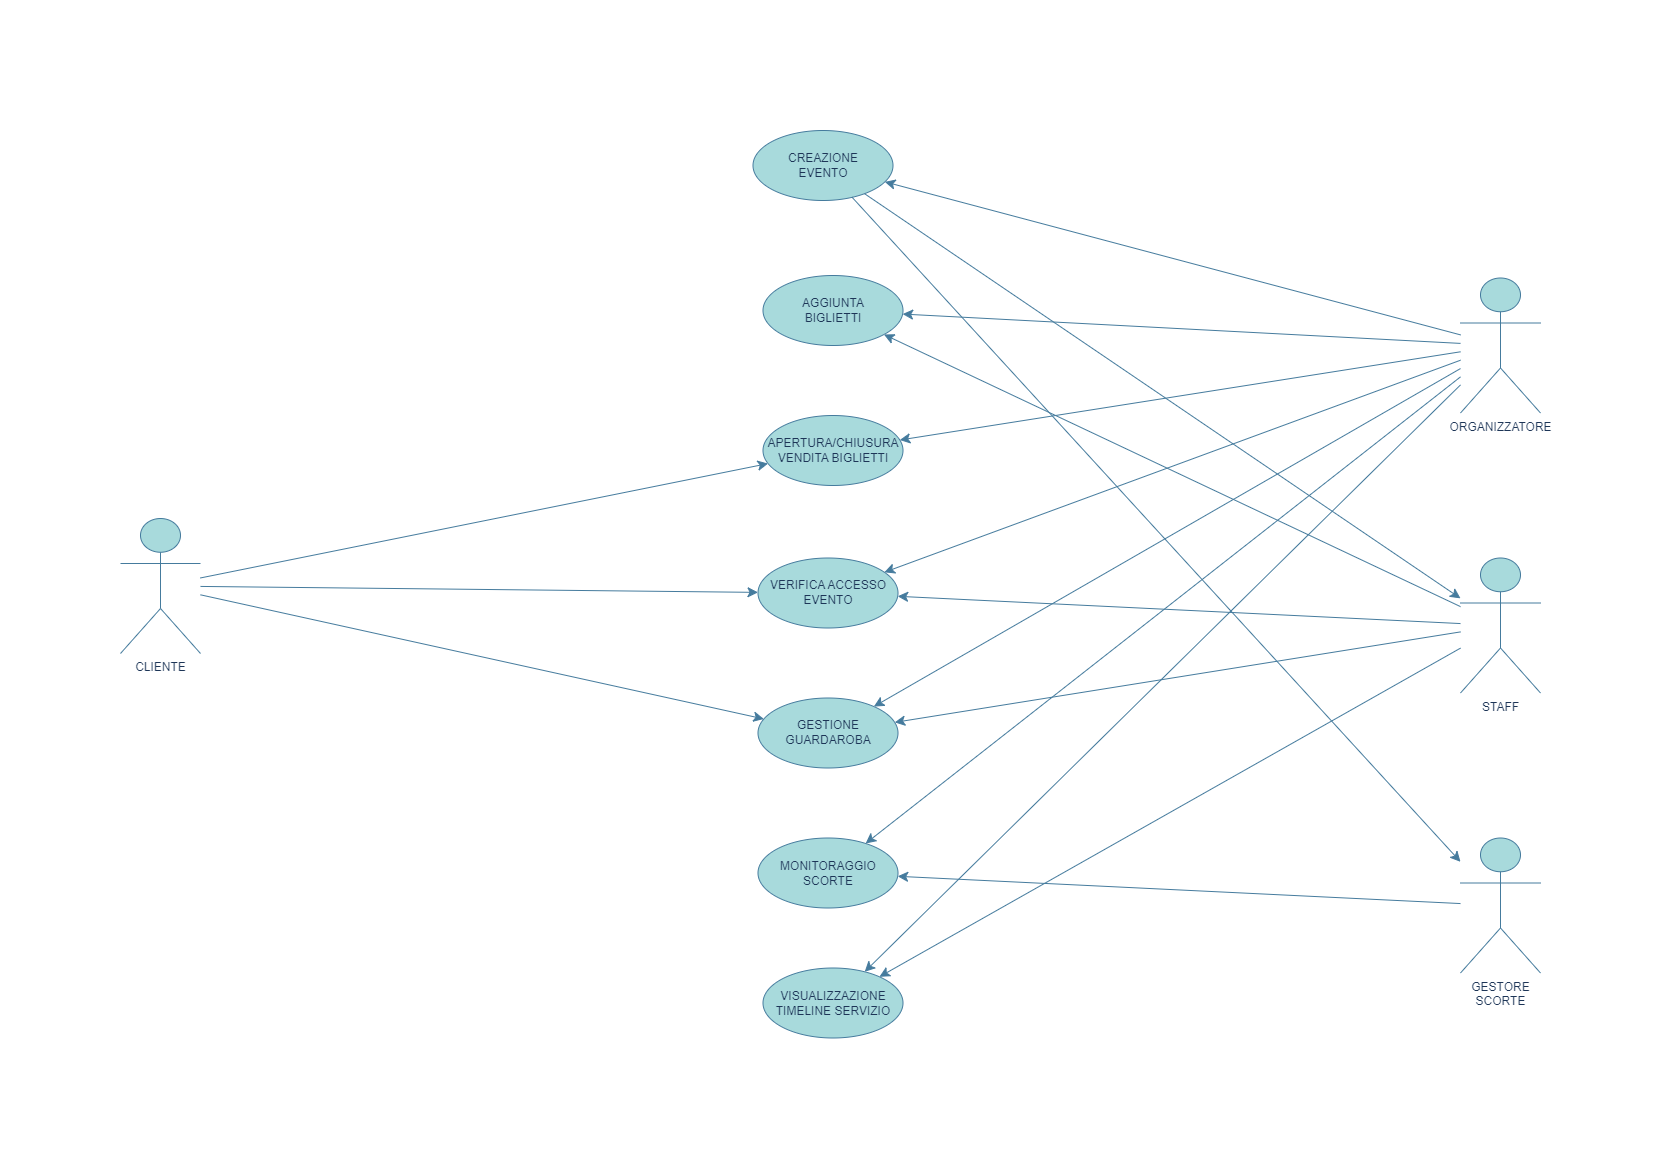 CREAZIONE
EVENTO
AGGIUNTA
BIGLIETTI
ORGANIZZATORE
APERTURA/CHIUSURA
VENDITA BIGLIETTI
VERIFICA ACCESSO
EVENTO
CLIENTE
STAFF
GESTIONE
GUARDAROBA
MONITORAGGIO
SCORTE
GESTORE
SCORTE
VISUALIZZAZIONE
TIMELINE SERVIZIO